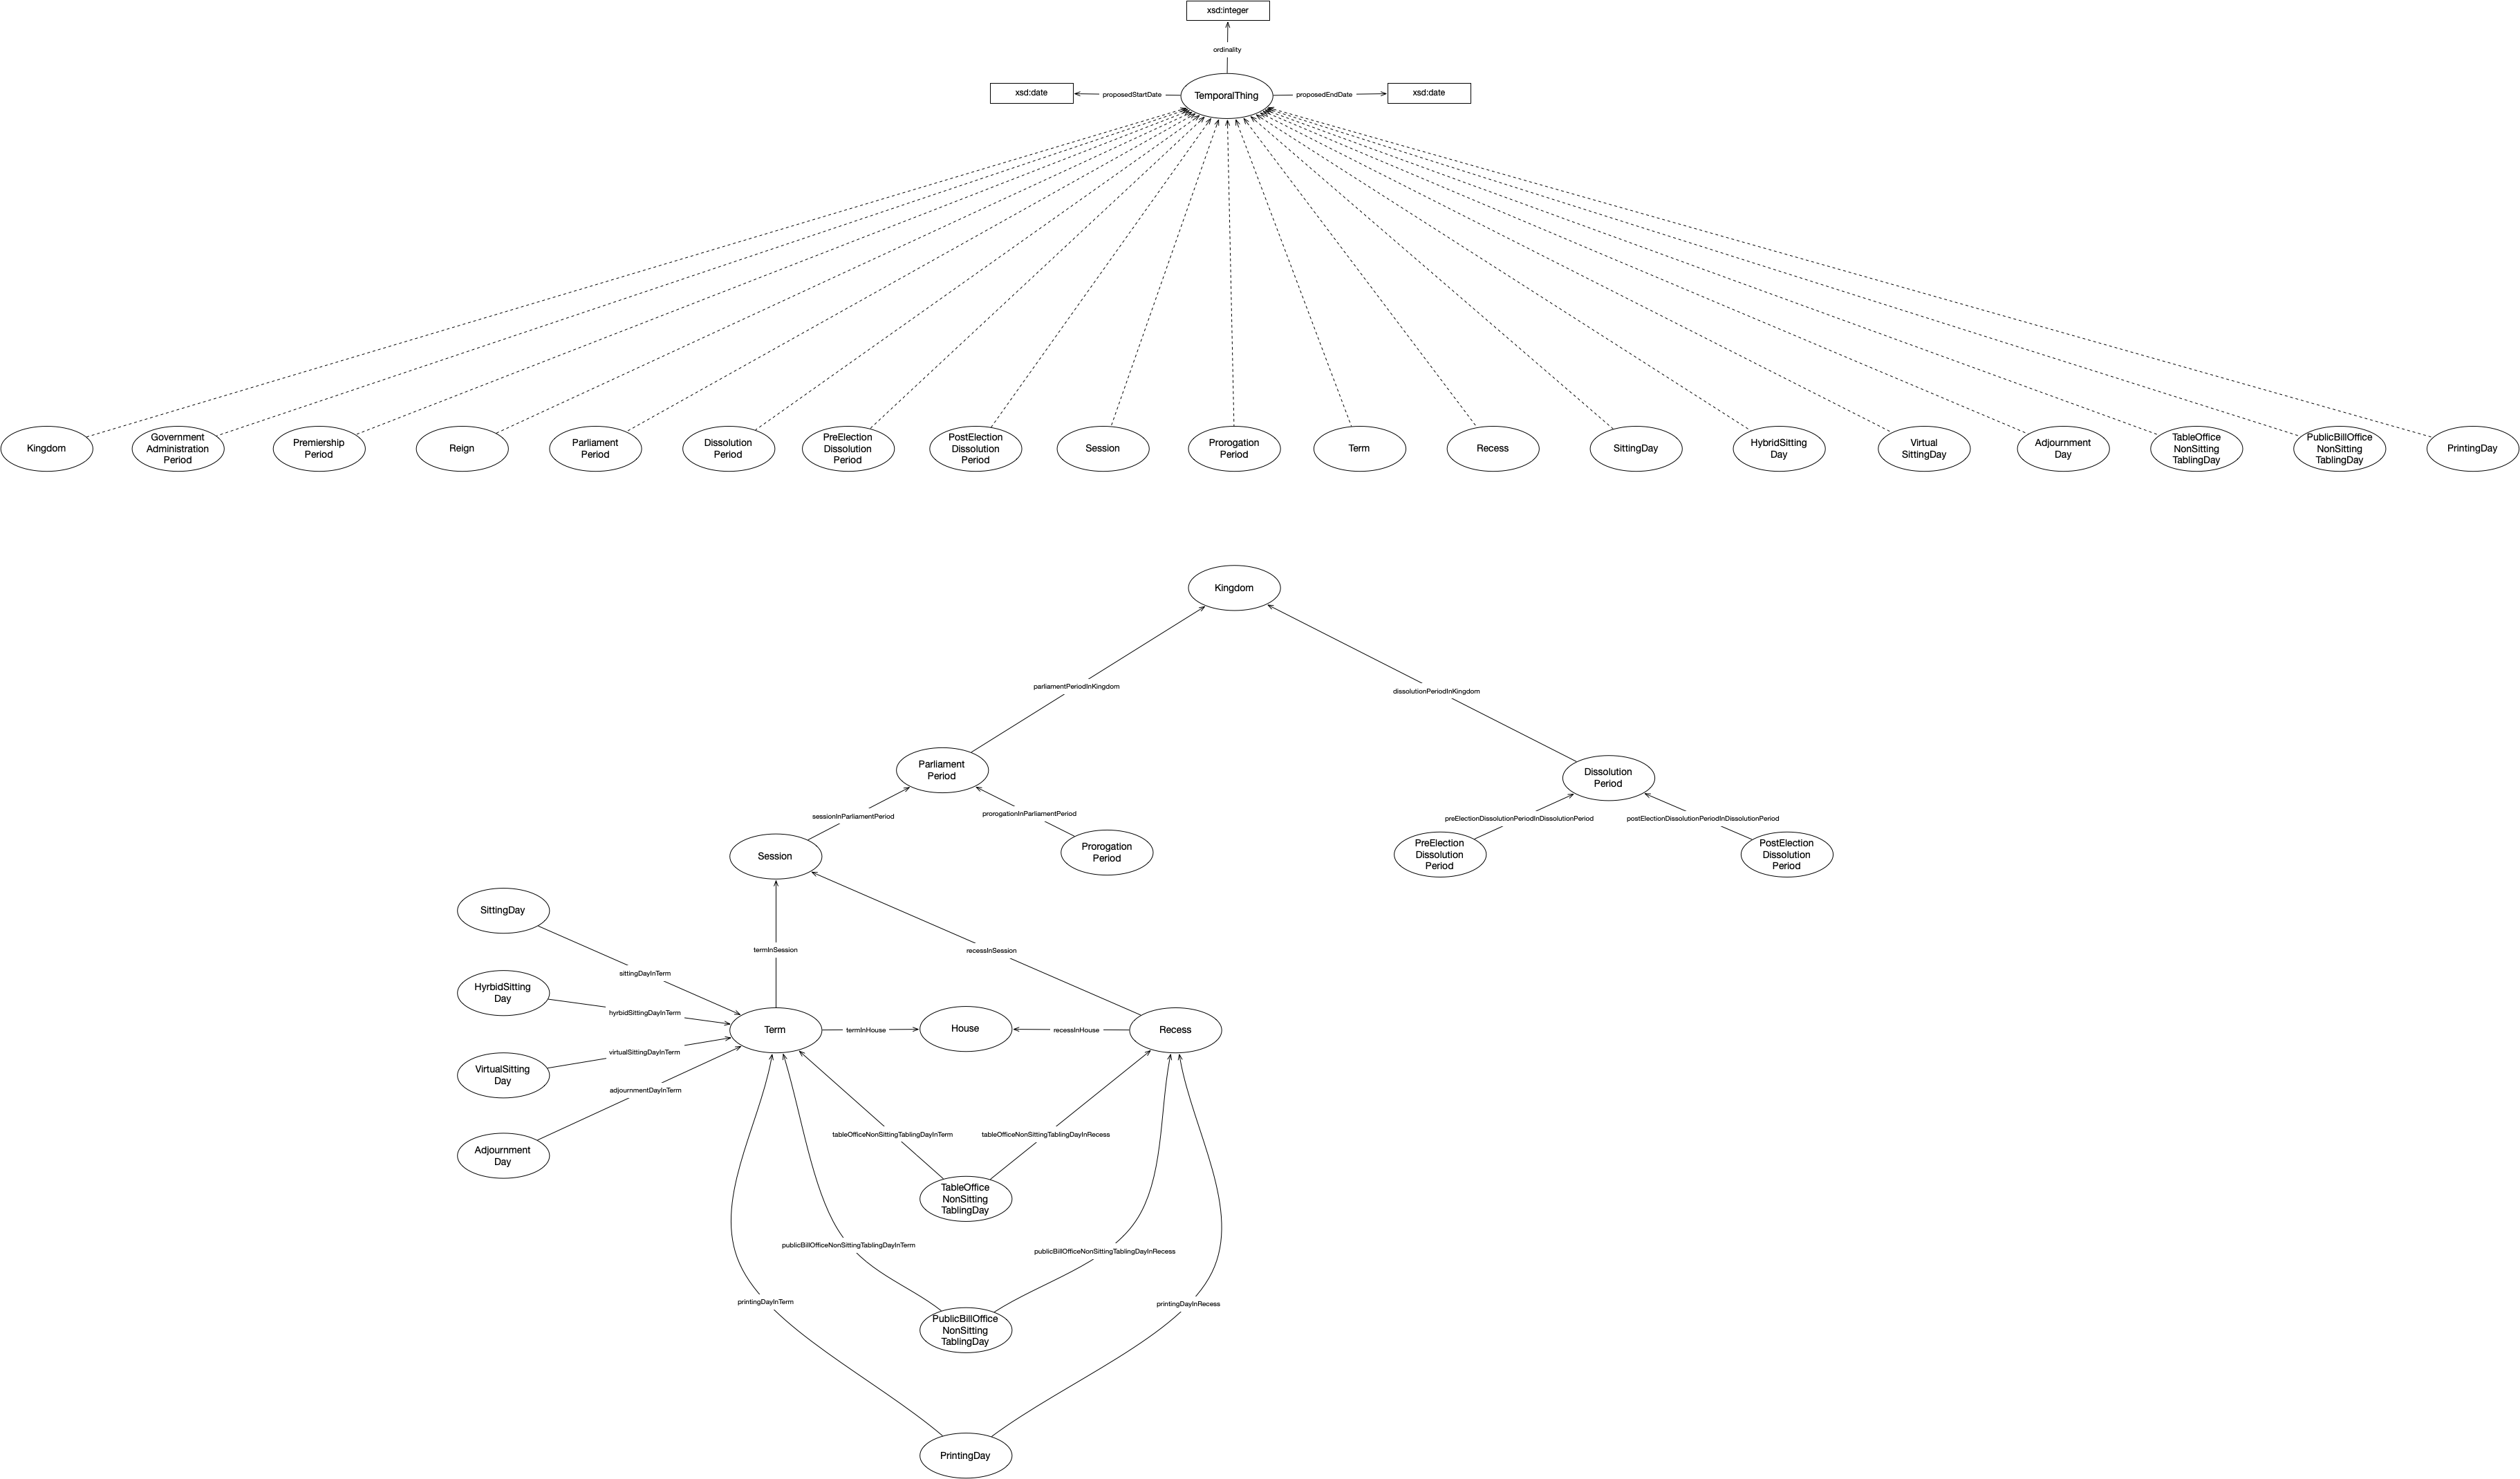 xsd:integer
ordinality
xsd:date
proposedStartDate
TemporalThing
proposedEndDate
xsd:date
Kingdom
Government
Administration
Period
Premiership
Period
Reign
Parliament
Period
Dissolution
Period
PreElection
Dissolution
Period
PostElection
Dissolution
Period
Session
Prorogation
Period
Term
Recess
SittingDay
HybridSitting
Day
Virtual
SittingDay
Adjournment
Day
TableOffice
NonSitting
TablingDay
PublicBillOffice
NonSitting
TablingDay
PrintingDay
Kingdom
parliamentPeriodInKingdom
dissolutionPeriodInKingdom
Parliament
Period
Dissolution
Period
sessionInParliamentPeriod
prorogationInParliamentPeriod
preElectionDissolutionPeriodInDissolutionPeriod
postElectionDissolutionPeriodInDissolutionPeriod
Session
Prorogation
Period
PreElection
Dissolution
Period
PostElection
Dissolution
Period
SittingDay
termInSession
recessInSession
sittingDayInTerm
HyrbidSitting
Day
hyrbidSittingDayInTerm
Term
termInHouse
House
recessInHouse
Recess
virtualSittingDayInTerm
VirtualSitting
Day
adjournmentDayInTerm
tableOfficeNonSittingTablingDayInTerm
tableOfficeNonSittingTablingDayInRecess
Adjournment
Day
TableOffice
NonSitting
TablingDay
publicBillOfficeNonSittingTablingDayInTerm
publicBillOfficeNonSittingTablingDayInRecess
printingDayInTerm
printingDayInRecess
PublicBillOffice
NonSitting
TablingDay
PrintingDay